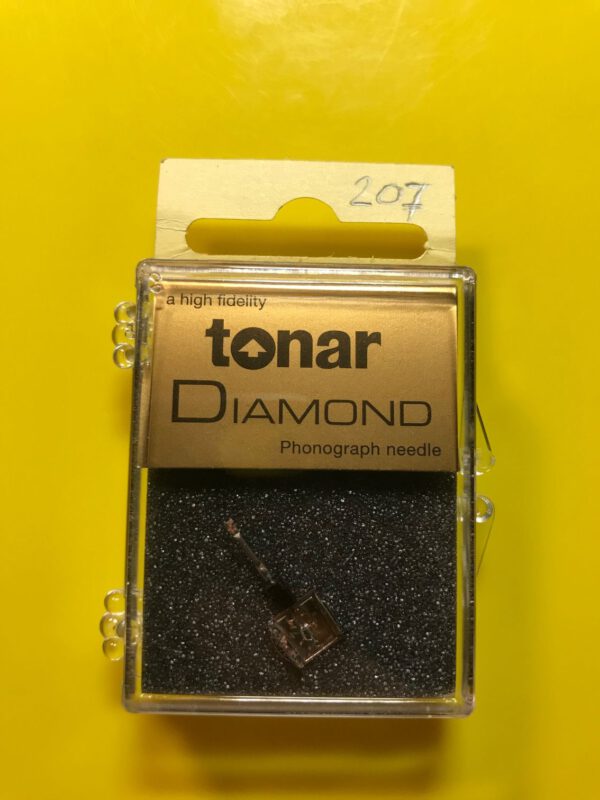 207
a high fidelity
tonar
DIAMOND
Phonograph needle